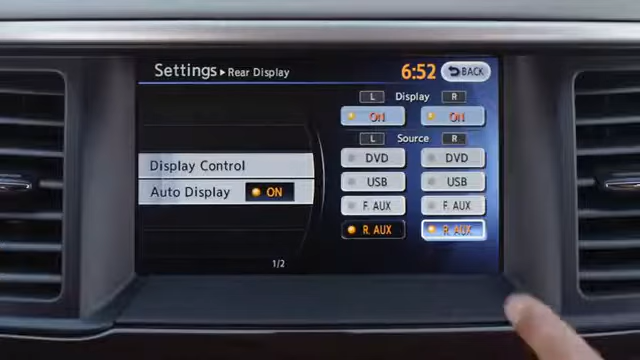 Settings ▸ Rear Display 6:52 BACK
L Display R
ON ON
L Source R
DVD DVD
Display Control
USB USB
Auto Display ON
F. AUX F. AUX
R. AUX R. AUX
1/2